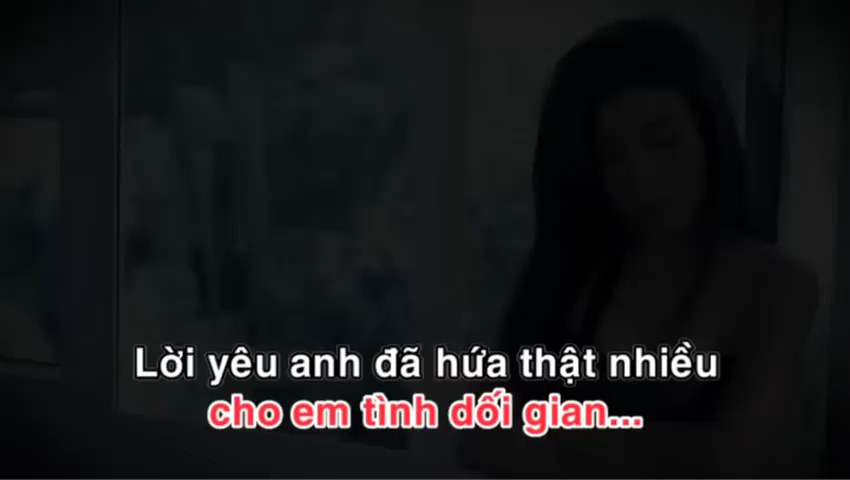 Lời yêu anh đã hứa thật nhiều
cho em tình dối gian...